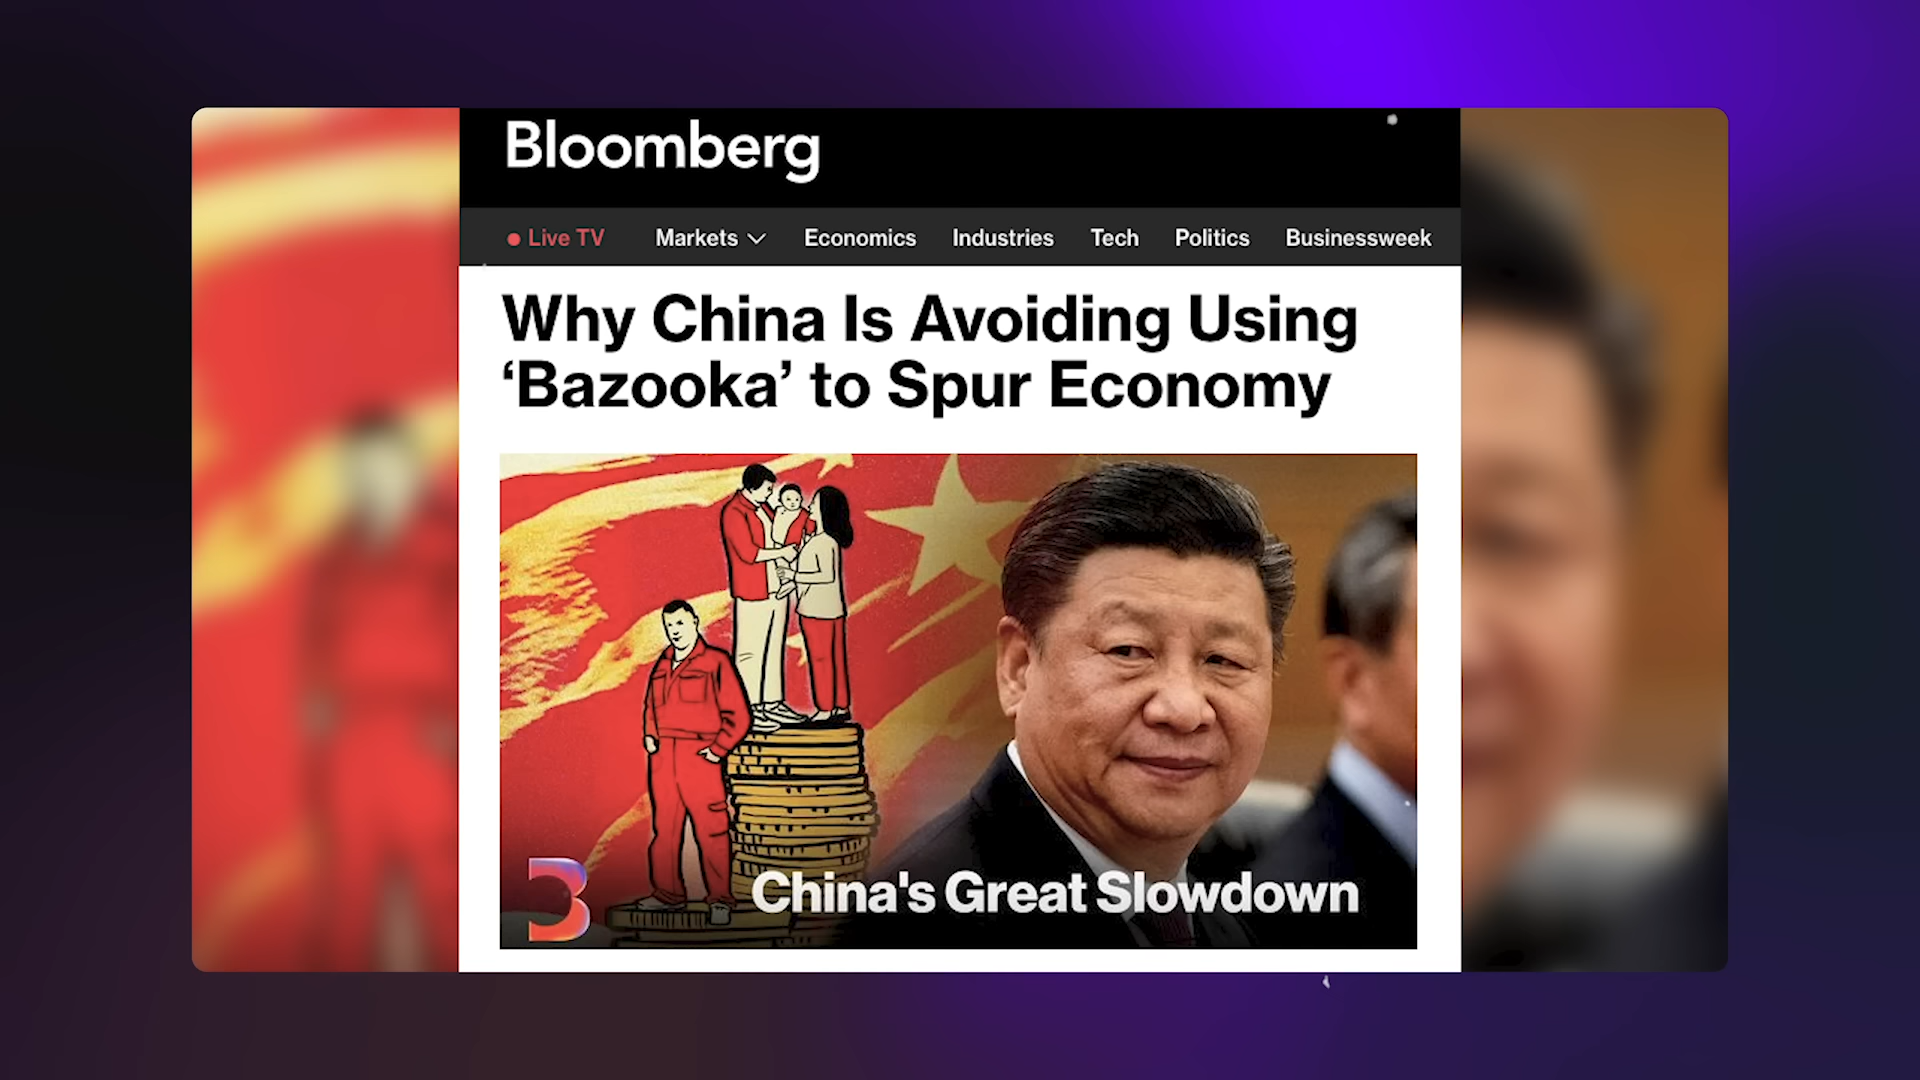 Bloomberg
Live TV Markets Economics Industries Tech Politics Businessweek
Why China Is Avoiding Using
‘Bazooka’ to Spur Economy
China's Great Slowdown